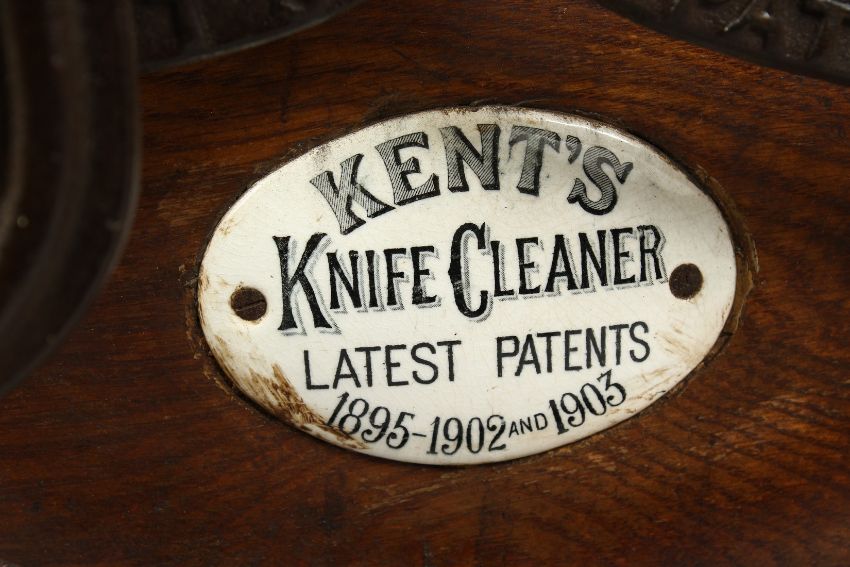 KENT'S
KNIFE CLEANER
LATEST PATENTS
1895-1902 AND 1903